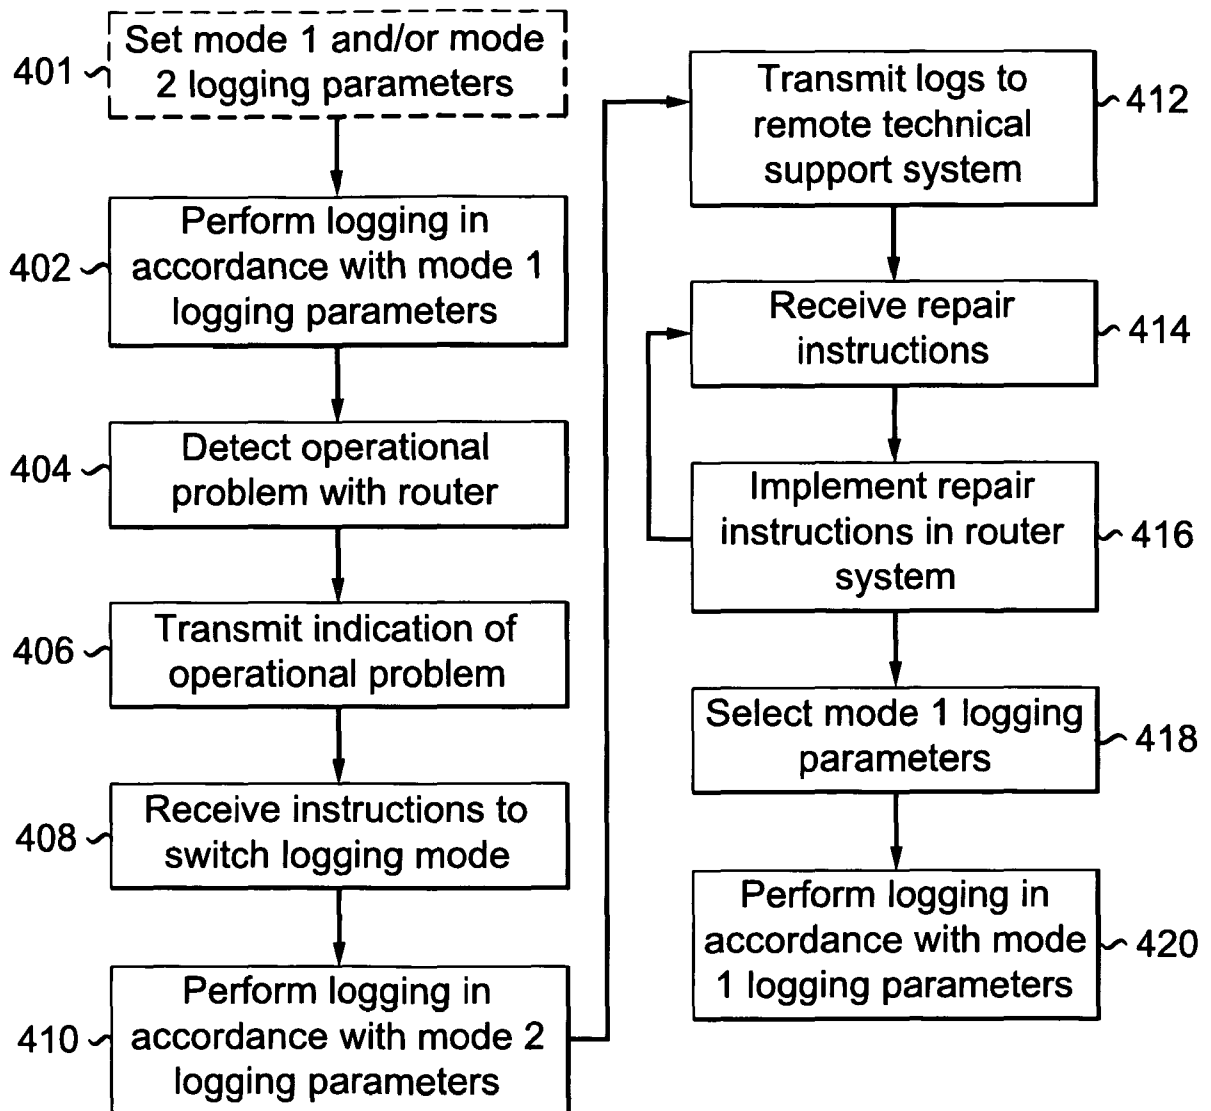 401
Set mode 1 and/or mode
2 logging parameters
402
Perform logging in
accordance with mode 1
logging parameters
404
Detect operational
problem with router
406
Transmit indication of
operational problem
408
Receive instructions to
switch logging mode
410
Perform logging in
accordance with mode 2
logging parameters
Transmit logs to
remote technical
support system
412
Receive repair
instructions
414
Implement repair
instructions in router
system
416
Select mode 1 logging
parameters
418
Perform logging in
accordance with mode
1 logging parameters
420